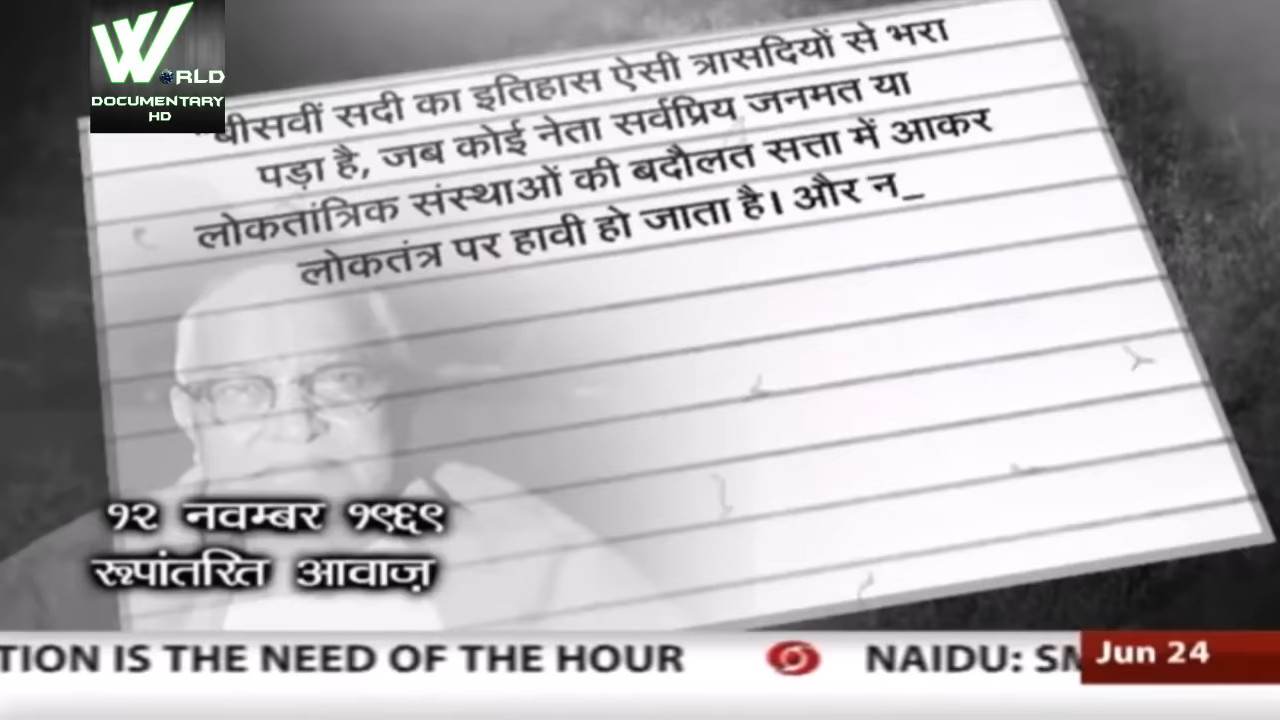 WORLD
DOCUMENTARY
HD
"बीसवीं सदी का इतिहास ऐसी त्रासदियों से भरा
पड़ा है, जब कोई नेता सर्वप्रिय जनमत या
लोकतांत्रिक संस्थाओं की बदौलत सत्ता में आकर
लोकतंत्र पर हावी हो जाता है। और न_
१२ नवम्बर १९६९
रूपांतरित आवाज़
TION IS THE NEED OF THE HOUR NAIDU: SM
Jun 24